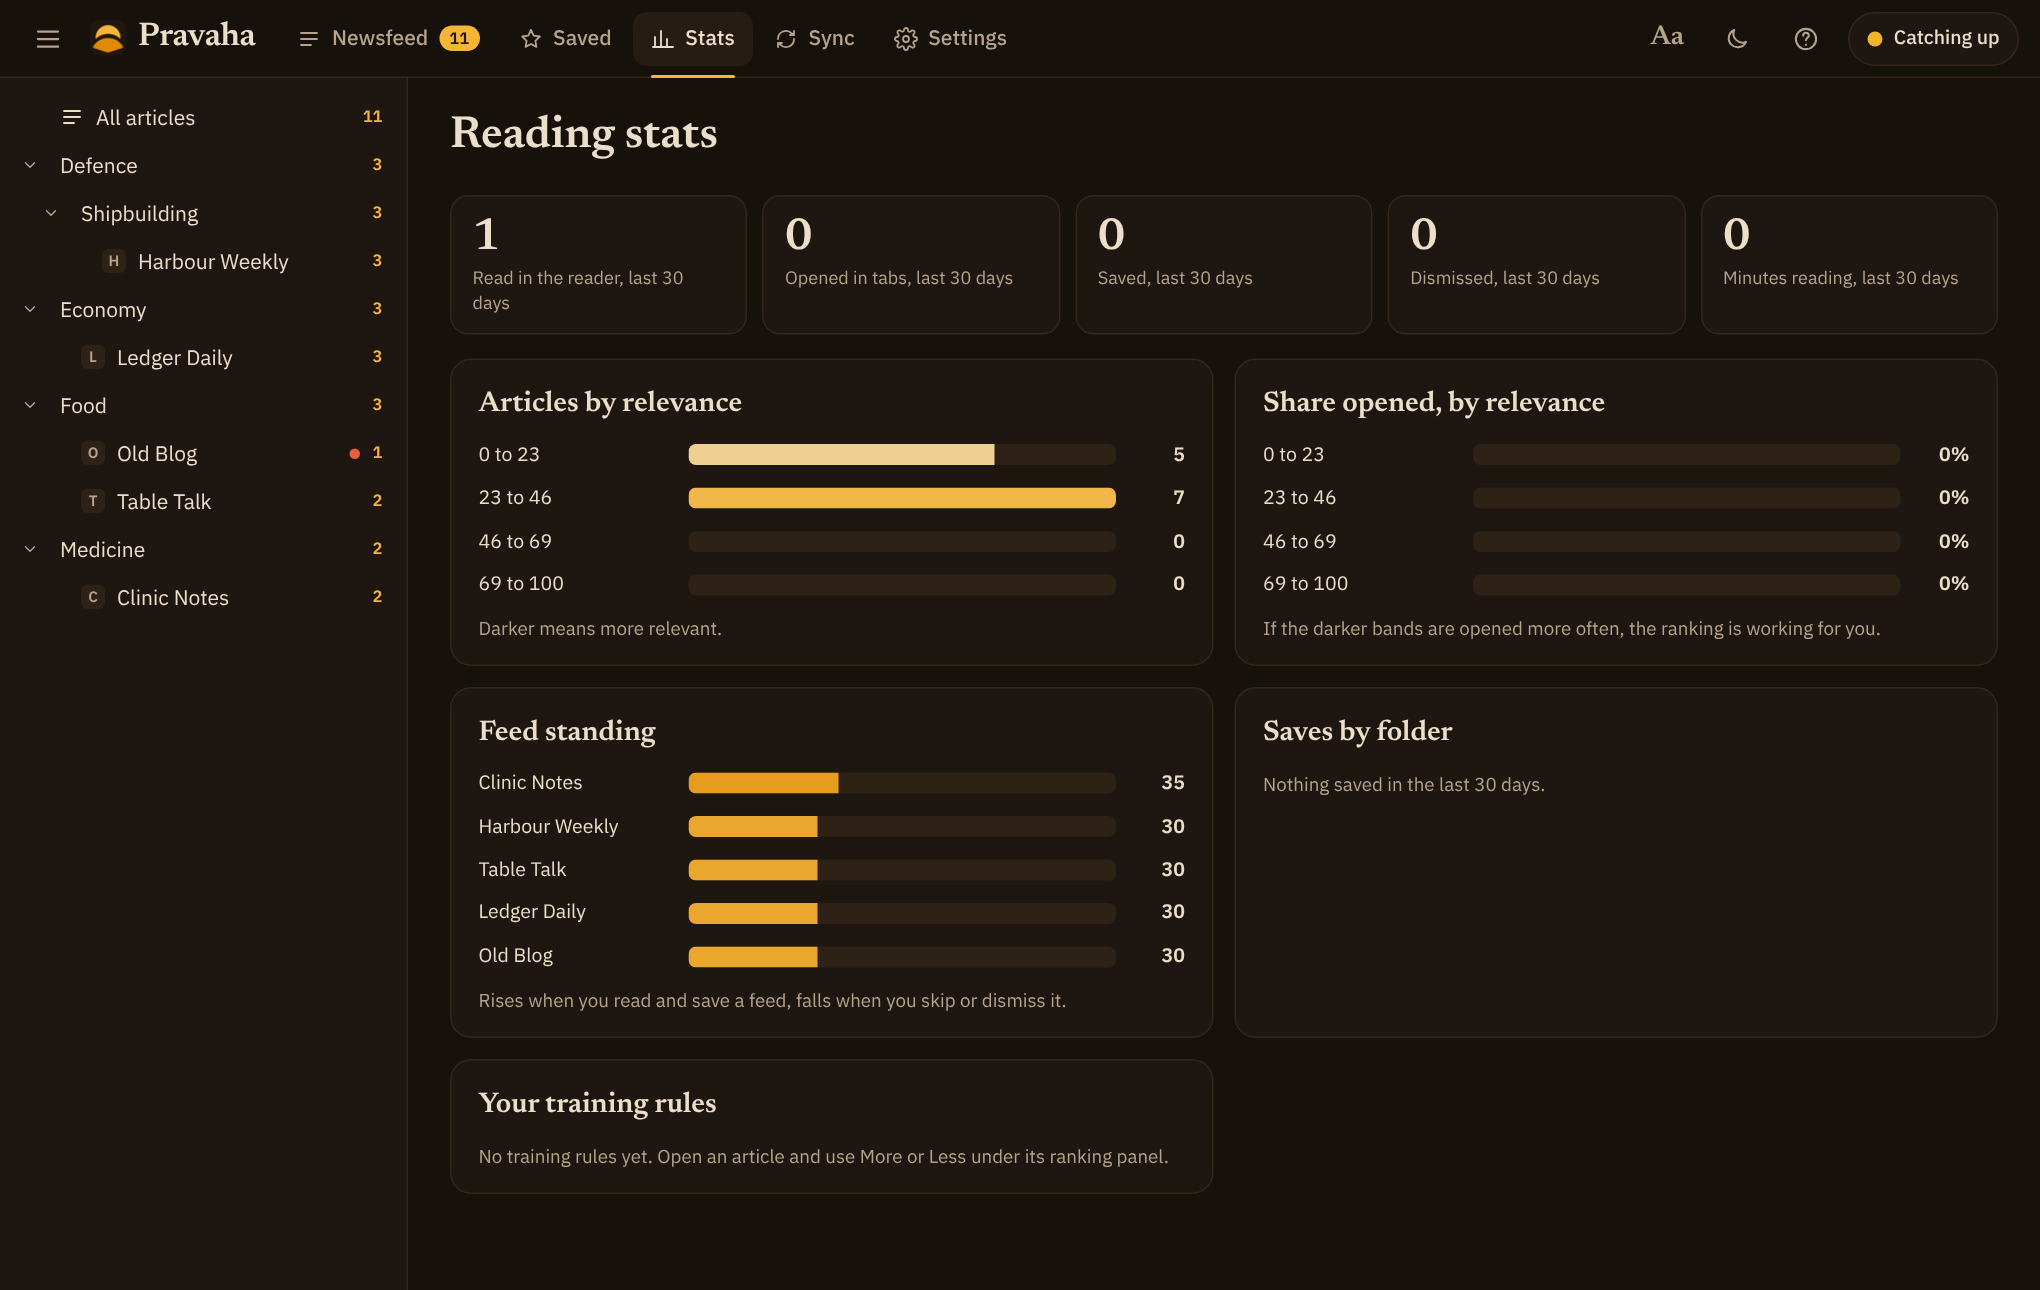 Pravaha
Newsfeed 11
Saved
Stats
Sync
Settings
Aa
Catching up
All articles 11
Defence 3
Shipbuilding 3
H Harbour Weekly 3
Economy 3
L Ledger Daily 3
Food 3
O Old Blog 1
T Table Talk 2
Medicine 2
C Clinic Notes 2
Reading stats
1
Read in the reader, last 30
days
0
Opened in tabs, last 30 days
0
Saved, last 30 days
0
Dismissed, last 30 days
0
Minutes reading, last 30 days
Articles by relevance
0 to 23 5
23 to 46 7
46 to 69 0
69 to 100 0
Darker means more relevant.
Share opened, by relevance
0 to 23 0%
23 to 46 0%
46 to 69 0%
69 to 100 0%
If the darker bands are opened more often, the ranking is working for you.
Feed standing
Clinic Notes 35
Harbour Weekly 30
Table Talk 30
Ledger Daily 30
Old Blog 30
Rises when you read and save a feed, falls when you skip or dismiss it.
Saves by folder
Nothing saved in the last 30 days.
Your training rules
No training rules yet. Open an article and use More or Less under its ranking panel.